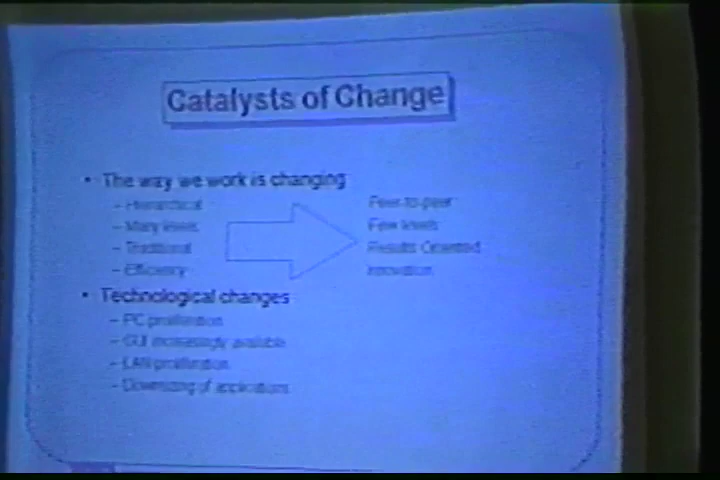 Catalysts of Change
• The way we work is changing
– Hierarchical Peer-to-peer
– Many levels Few levels
– Traditional Results Oriented
– Efficiency Innovation
• Technological changes
– PC proliferation
– GUI increasingly available
– LAN proliferation
– Downsizing of applications